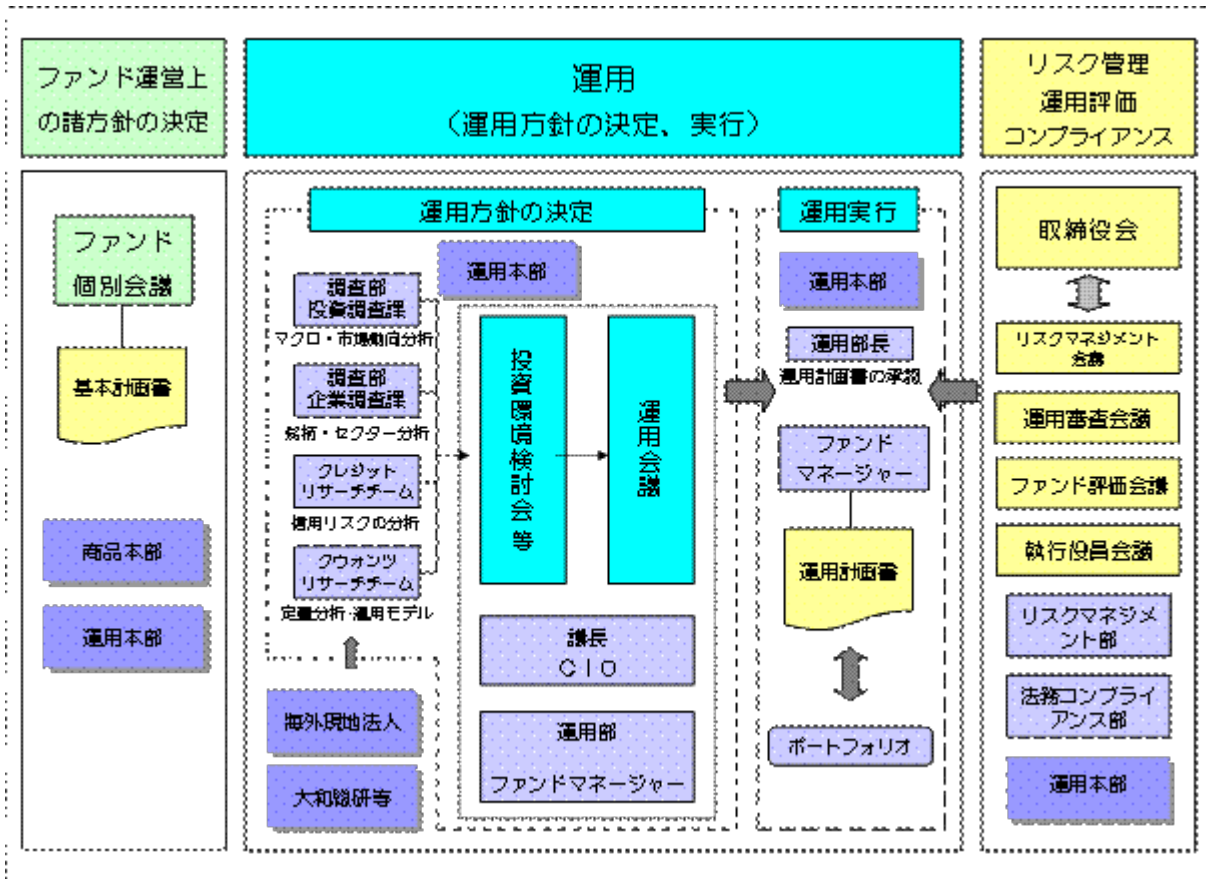 ファンド運営上
の諸方針の決定
運用
（運用方針の決定、実行）
リスク管理
運用評価
コンプライアンス
ファンド
個別会議
基本計画書
商品本部
運用本部
運用方針の決定
運用本部
調査部
投資調査課
マクロ・市場動向分析
調査部
企業調査課
銘柄・セクター分析
クレジット
リサーチチーム
信用リスクの分析
クウォンツ
リサーチチーム
定量分析・運用モデル
海外現地法人
大和総研等
投資環境検討会等
運用会議
議長
ＣＩＯ
運用部
ファンドマネージャー
運用実行
運用本部
運用部長
運用計画書の承認
ファンド
マネージャー
運用計画書
ポートフォリオ
取締役会
リスクマネジメント
会議
運用審査会議
ファンド評価会議
執行役員会議
リスクマネジメ
ント部
法務コンプライ
アンス部
運用本部